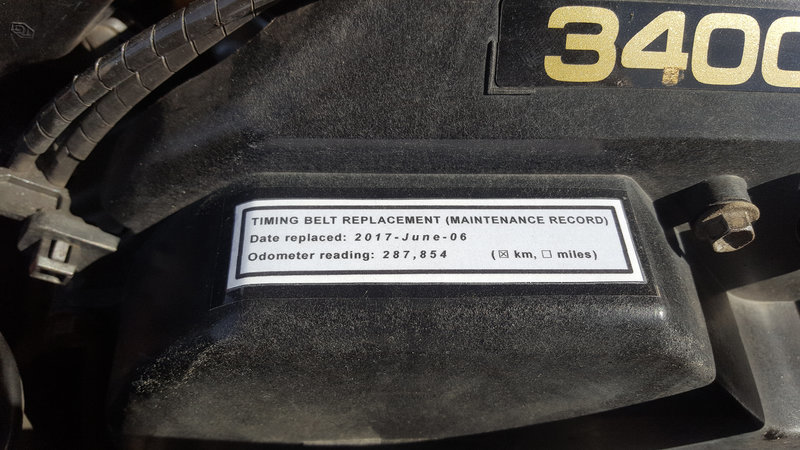 3400
TIMING BELT REPLACEMENT (MAINTENANCE RECORD)
Date replaced: 2017-June-06
Odometer reading: 287,854 (☒ km, ☐ miles)